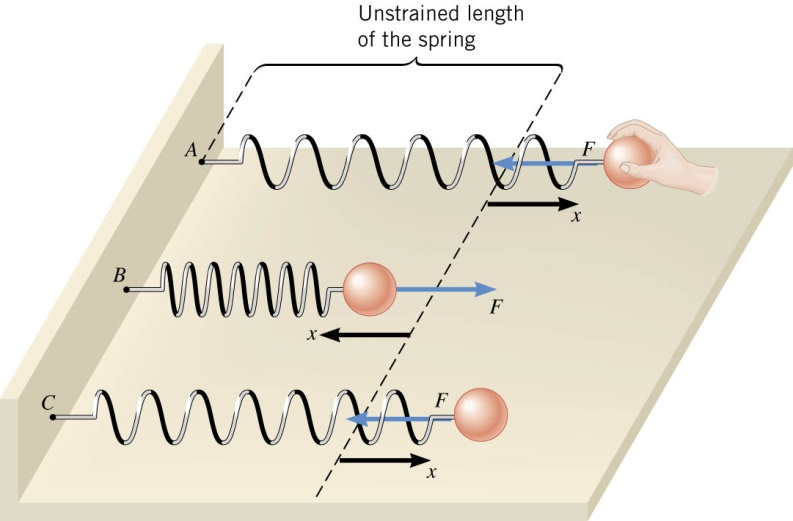 Unstrained length
of the spring
A
F
x
B
F
x
C
F
x